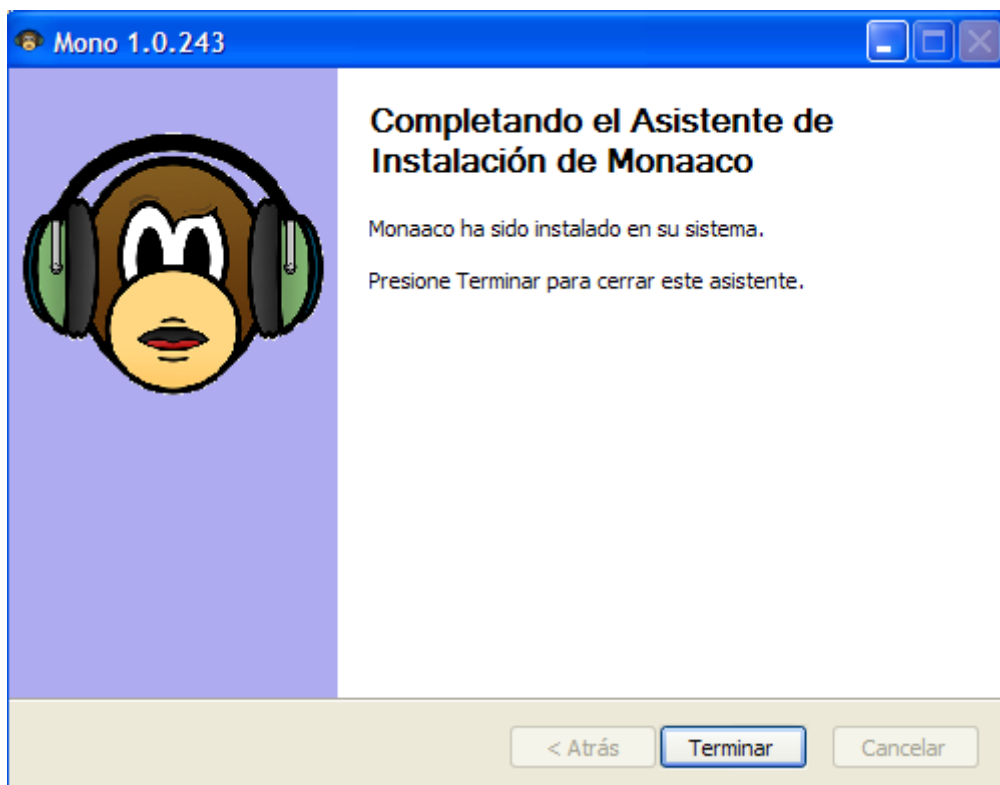 Mono 1.0.243
Completando el Asistente de
Instalación de Monaaco
Monaaco ha sido instalado en su sistema.
Presione Terminar para cerrar este asistente.
< Atrás
Terminar
Cancelar